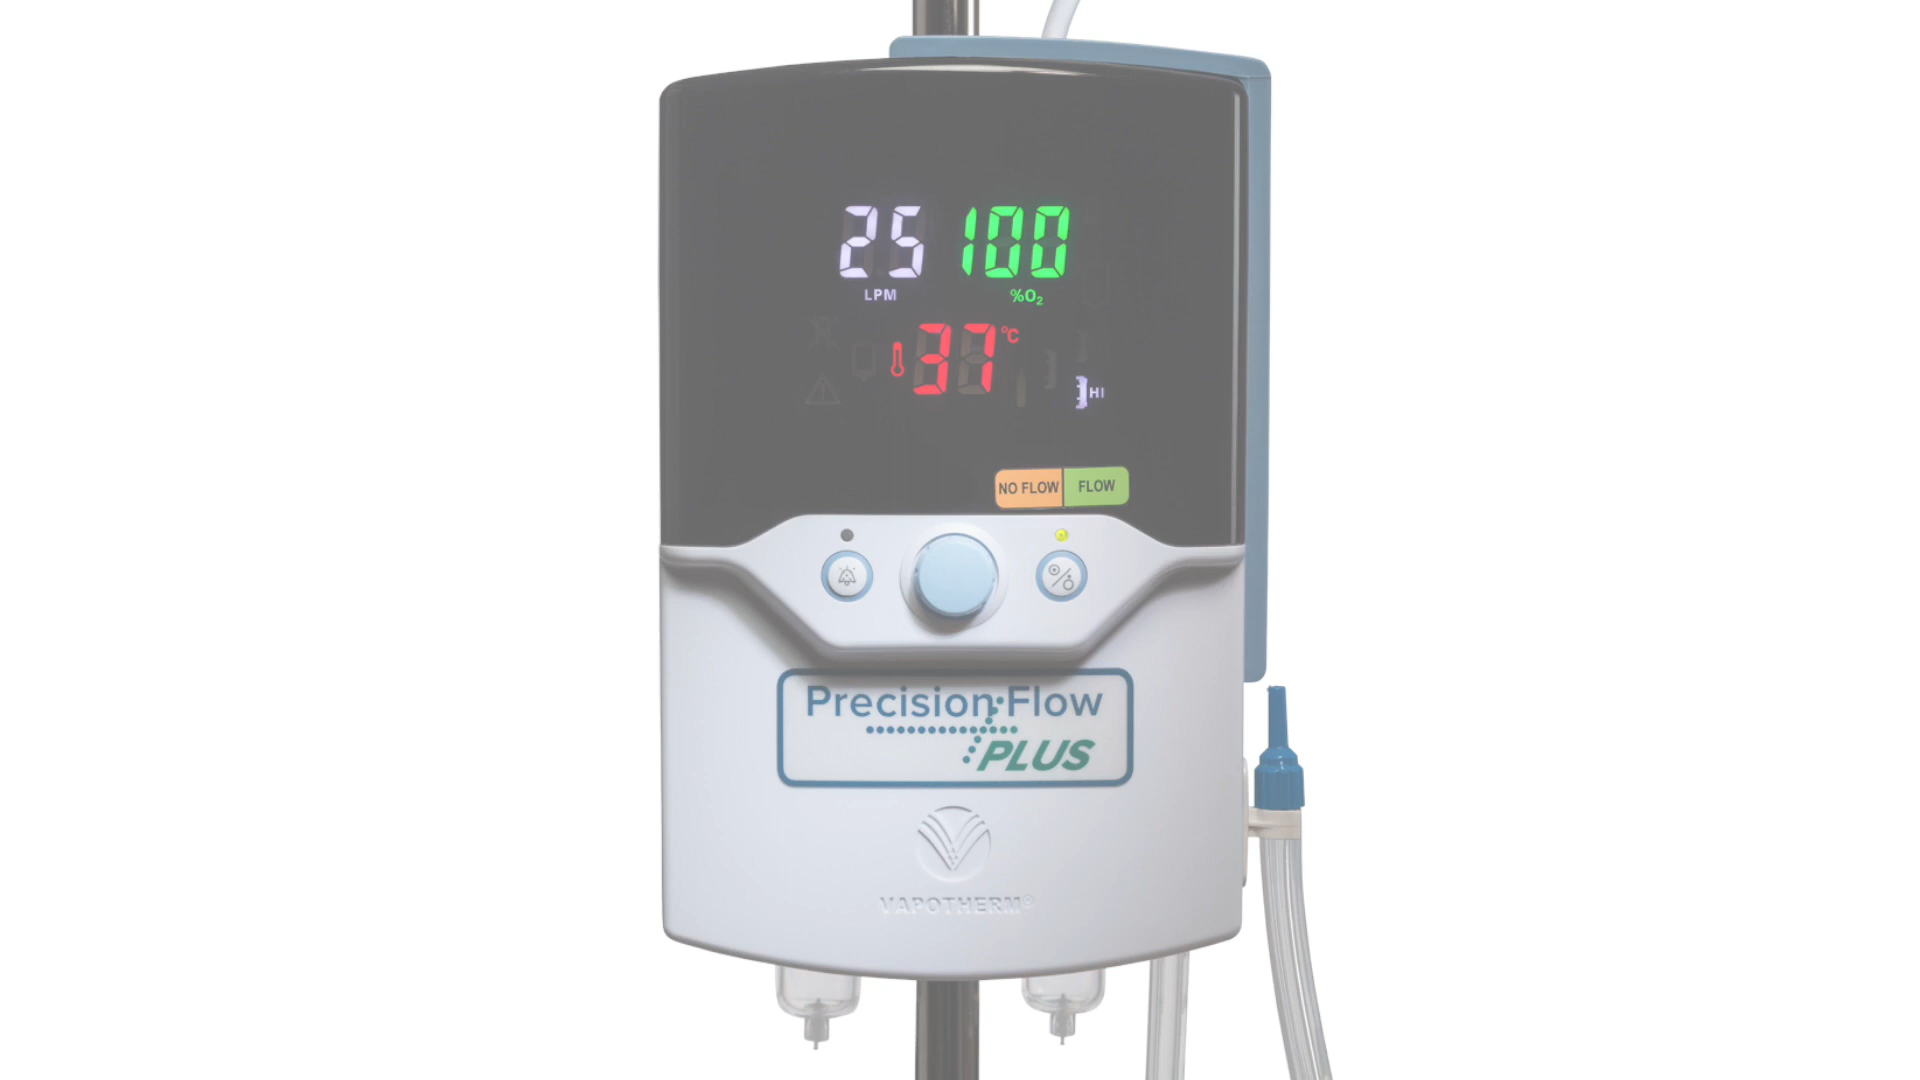 25 100
LPM %O₂
37 °C
HI
NO FLOW FLOW
Precision Flow
PLUS
VAPOTHERM®